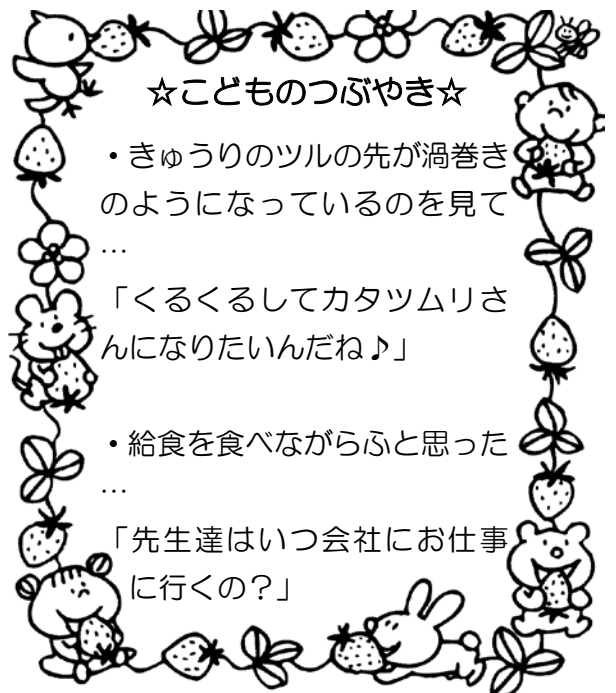 ☆こどものつぶやき☆
・きゅうりのツルの先が渦巻き
のようになっているのを見て
…
「くるくるしてカタツムリさ
んになりたいんだね♪」
・給食を食べながらふと思った
…
「先生達はいつ会社にお仕事
に行くの？」